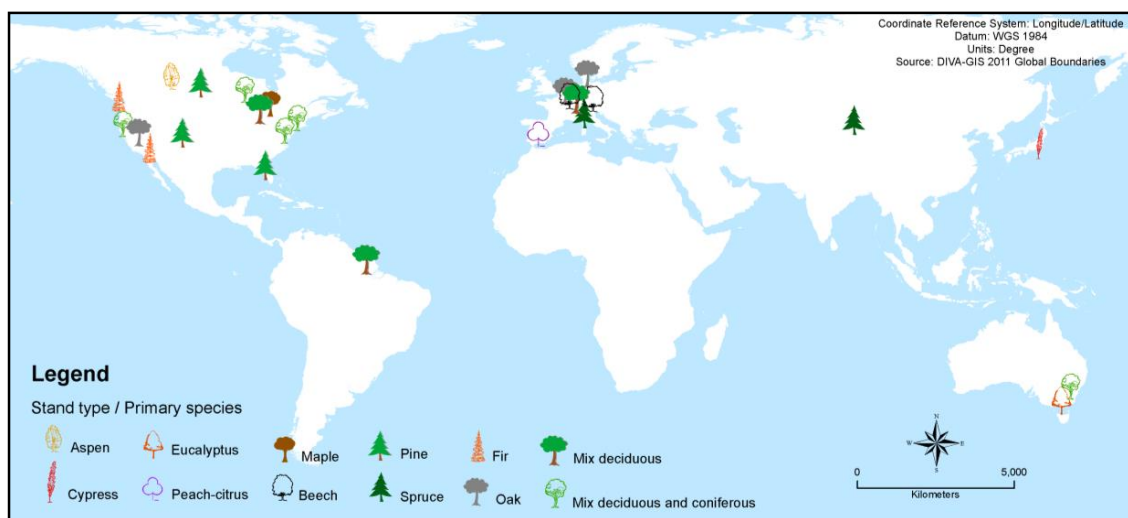 Coordinate Reference System: Longitude/Latitude
Datum: WGS 1984
Units: Degree
Source: DIVA-GIS 2011 Global Boundaries
Legend
Stand type / Primary species
Aspen Eucalyptus Maple Pine Fir Mix deciduous
Cypress Peach-citrus Beech Spruce Oak Mix deciduous and coniferous
N
W E
S
0 5,000
Kilometers